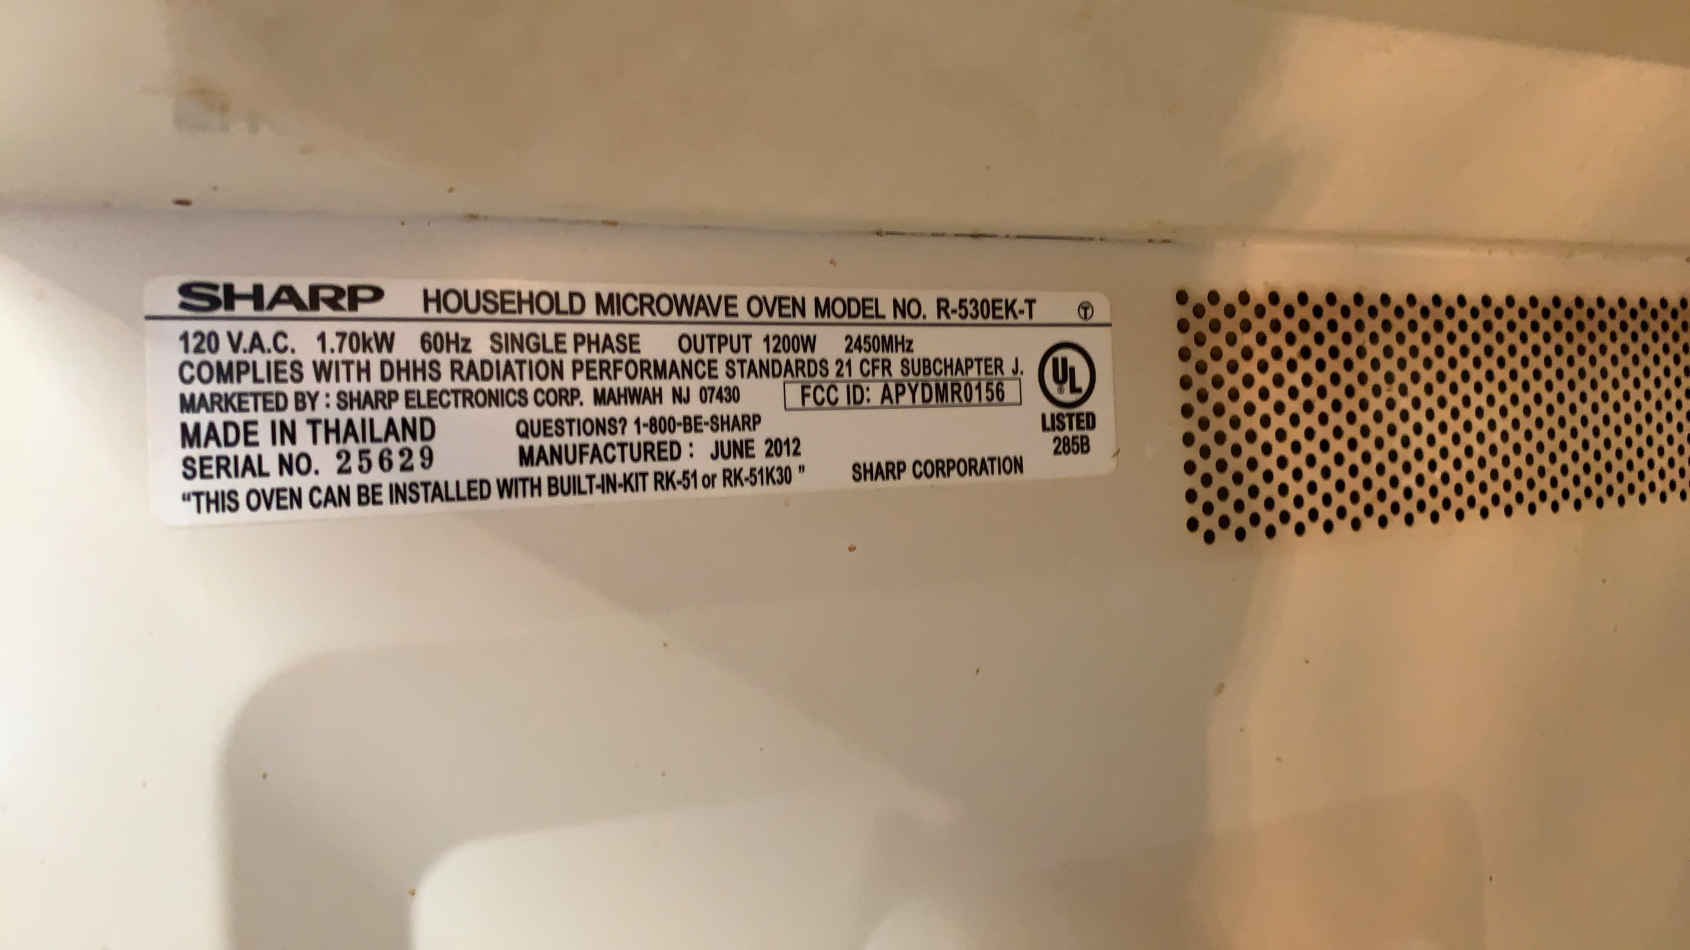 SHARP HOUSEHOLD MICROWAVE OVEN MODEL NO. R-530EK-T Ⓣ
120 V.A.C. 1.70kW 60Hz SINGLE PHASE OUTPUT 1200W 2450MHz
COMPLIES WITH DHHS RADIATION PERFORMANCE STANDARDS 21 CFR SUBCHAPTER J.
MARKETED BY : SHARP ELECTRONICS CORP. MAHWAH NJ 07430 FCC ID: APYDMR0156
UL
LISTED
285B
MADE IN THAILAND QUESTIONS? 1-800-BE-SHARP
SERIAL NO. 25629 MANUFACTURED : JUNE 2012
"THIS OVEN CAN BE INSTALLED WITH BUILT-IN-KIT RK-51 or RK-51K30 " SHARP CORPORATION